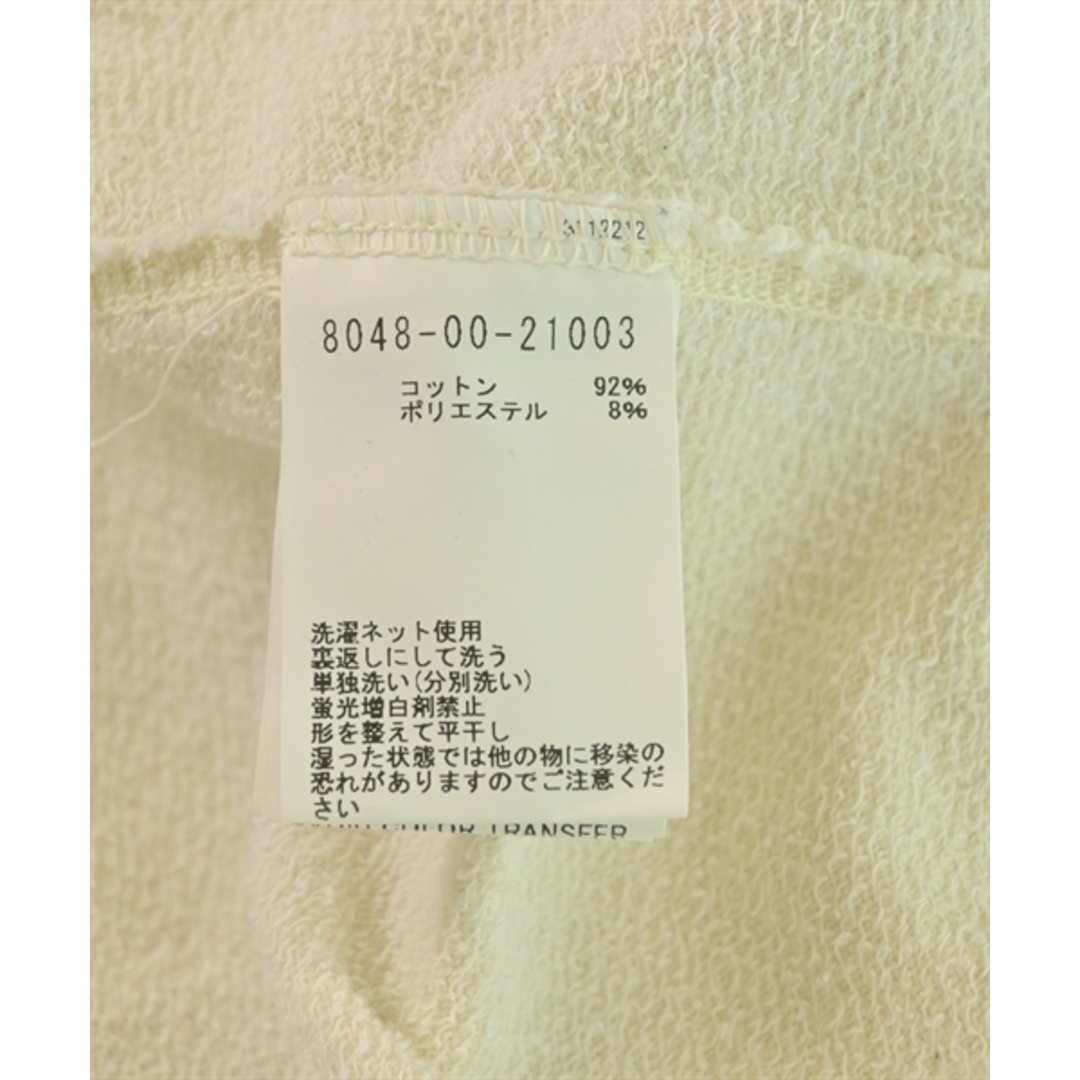 3113212
8048-00-21003
コットン 92%
ポリエステル 8%
洗濯ネット使用
裏返しにして洗う
単独洗い(分別洗い)
蛍光増白剤禁止
形を整えて平干し
湿った状態では他の物に移染の
恐れがありますのでご注意くだ
さい
COLOR TRANSFER